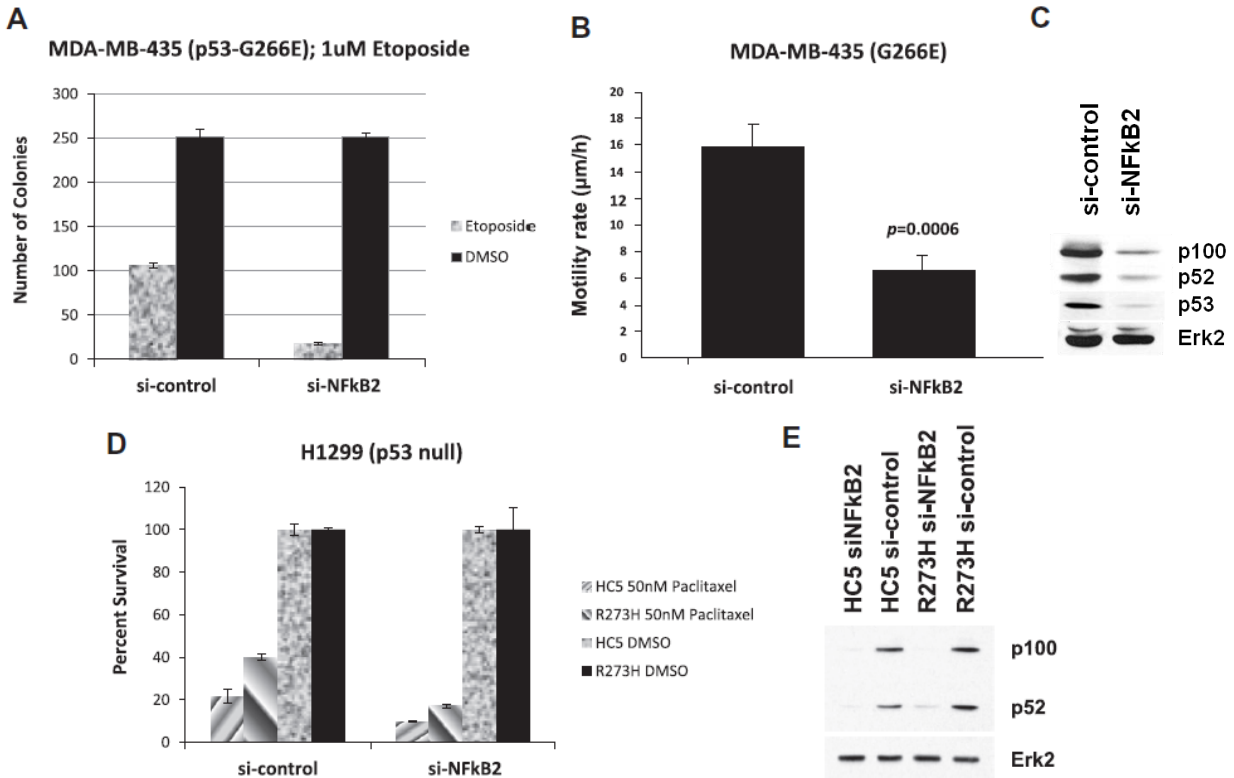 A
MDA-MB-435 (p53-G266E); 1uM Etoposide
Number of Colonies
300
250
200
150
100
50
0
si-control
si-NFkB2
Etoposide
DMSO
B
MDA-MB-435 (G266E)
Motility rate (µm/h)
20
18
16
14
12
10
8
6
4
2
0
p=0.0006
si-control
si-NFkB2
C
si-control
si-NFkB2
p100
p52
p53
Erk2
D
H1299 (p53 null)
Percent Survival
120
100
80
60
40
20
0
si-control
si-NFkB2
HC5 50nM Paclitaxel
R273H 50nM Paclitaxel
HC5 DMSO
R273H DMSO
E
HC5 siNFkB2
HC5 si-control
R273H si-NFkB2
R273H si-control
p100
p52
Erk2